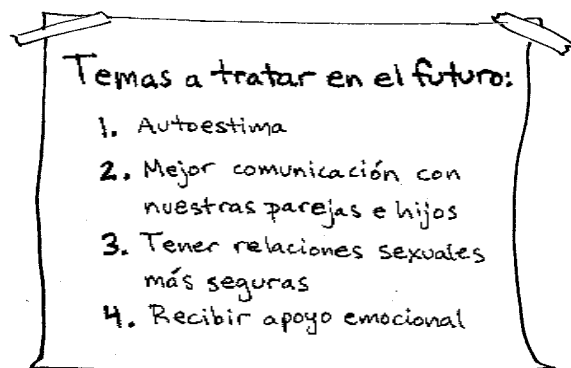 Temas a tratar en el futuro:
1. Autoestima
2. Mejor comunicación con
nuestras parejas e hijos
3. Tener relaciones sexuales
más seguras
4. Recibir apoyo emocional